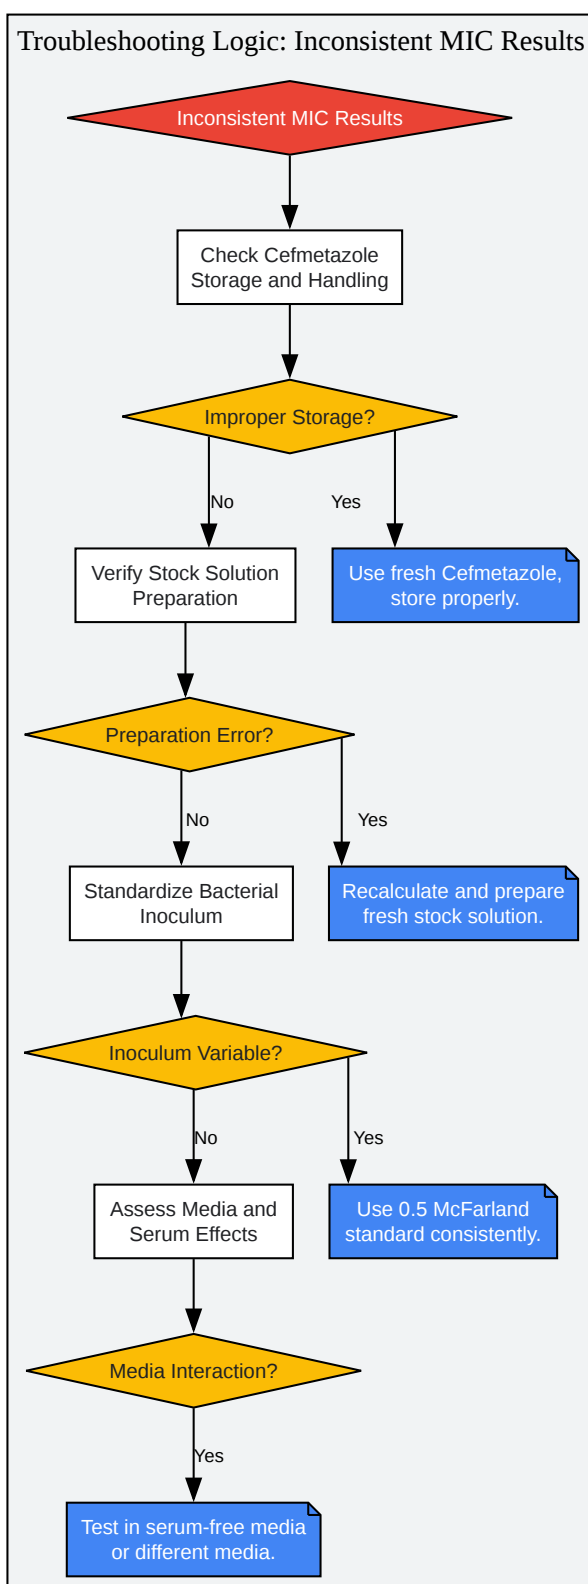 Troubleshooting Logic: Inconsistent MIC Results
Inconsistent MIC Results
Check Cefmetazole
Storage and Handling
Improper Storage?
No
Yes
Verify Stock Solution
Preparation
Use fresh Cefmetazole,
store properly.
Preparation Error?
No
Yes
Standardize Bacterial
Inoculum
Recalculate and prepare
fresh stock solution.
Inoculum Variable?
No
Yes
Assess Media and
Serum Effects
Use 0.5 McFarland
standard consistently.
Media Interaction?
Yes
Test in serum-free media
or different media.